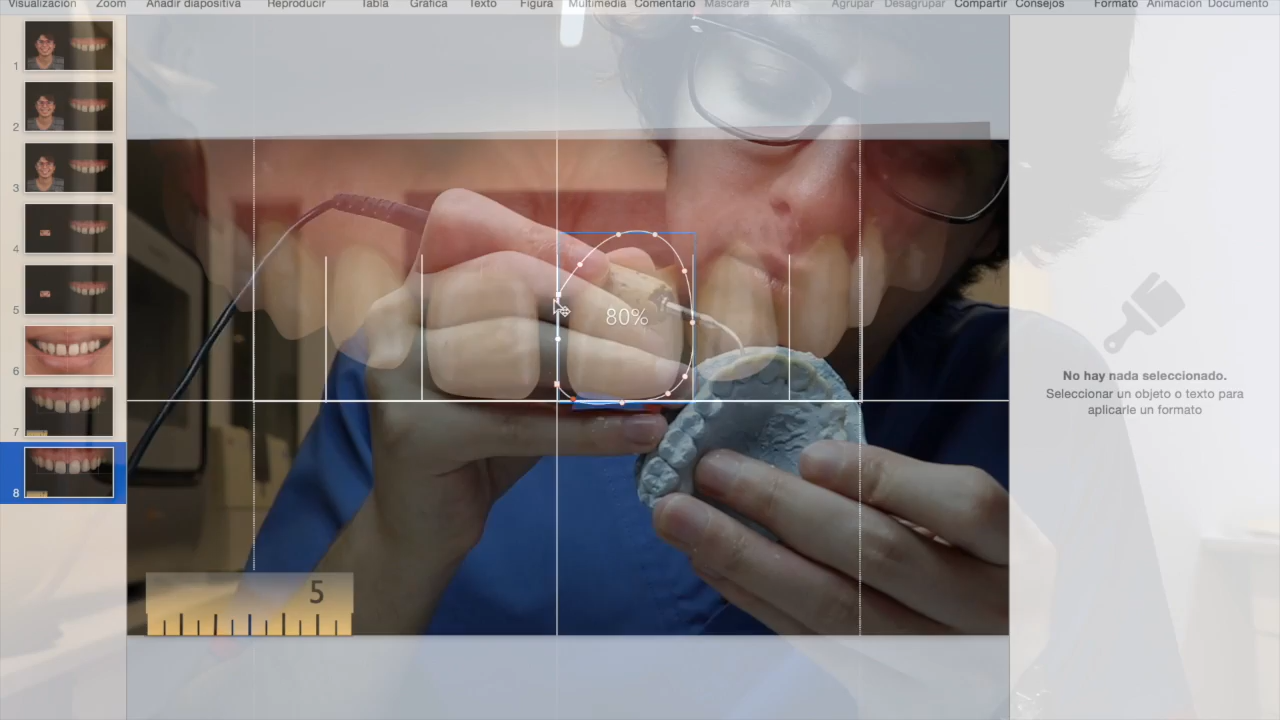 Visualización Zoom Añadir diapositiva Reproducir Tabla Gráfica Texto Figura Multimedia Comentario Máscara Alfa Agrupar Desagrupar Compartir Consejos Formato Animación Documento
1
2
3
4
5
6
7
8
80%
5
No hay nada seleccionado.
Seleccionar un objeto o texto para
aplicarle un formato